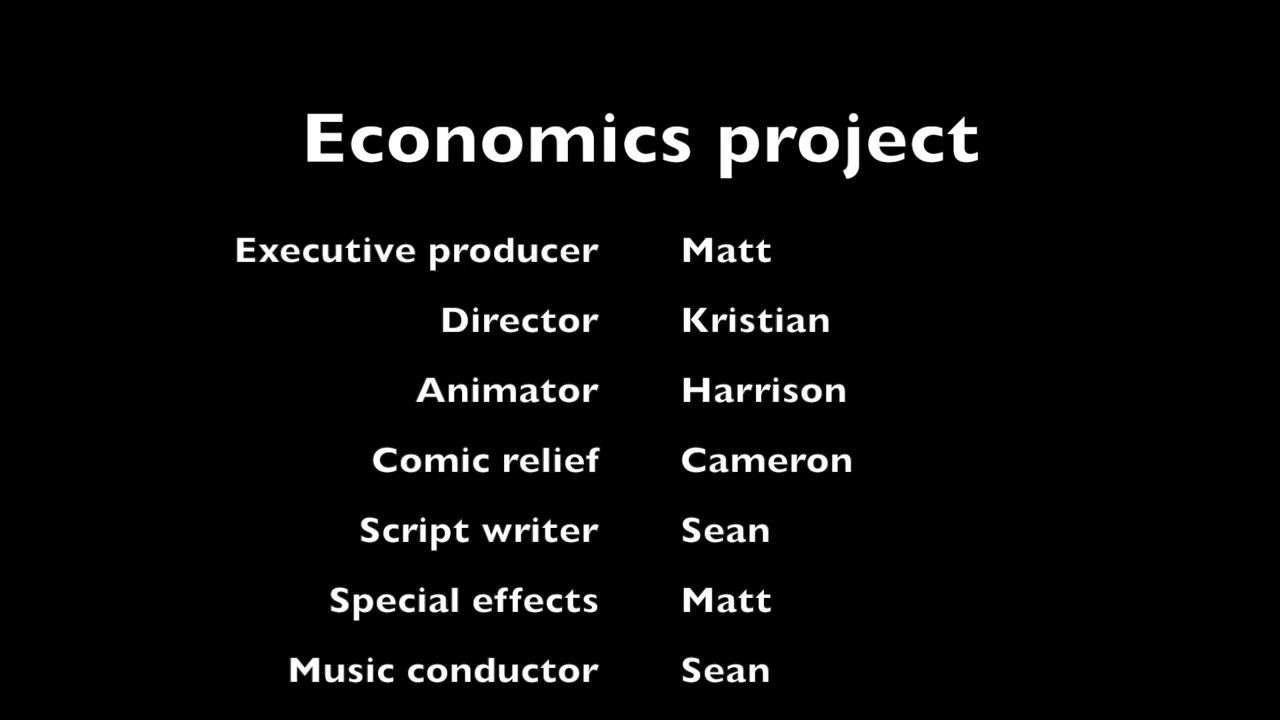 Economics project
Executive producer Matt
Director Kristian
Animator Harrison
Comic relief Cameron
Script writer Sean
Special effects Matt
Music conductor Sean